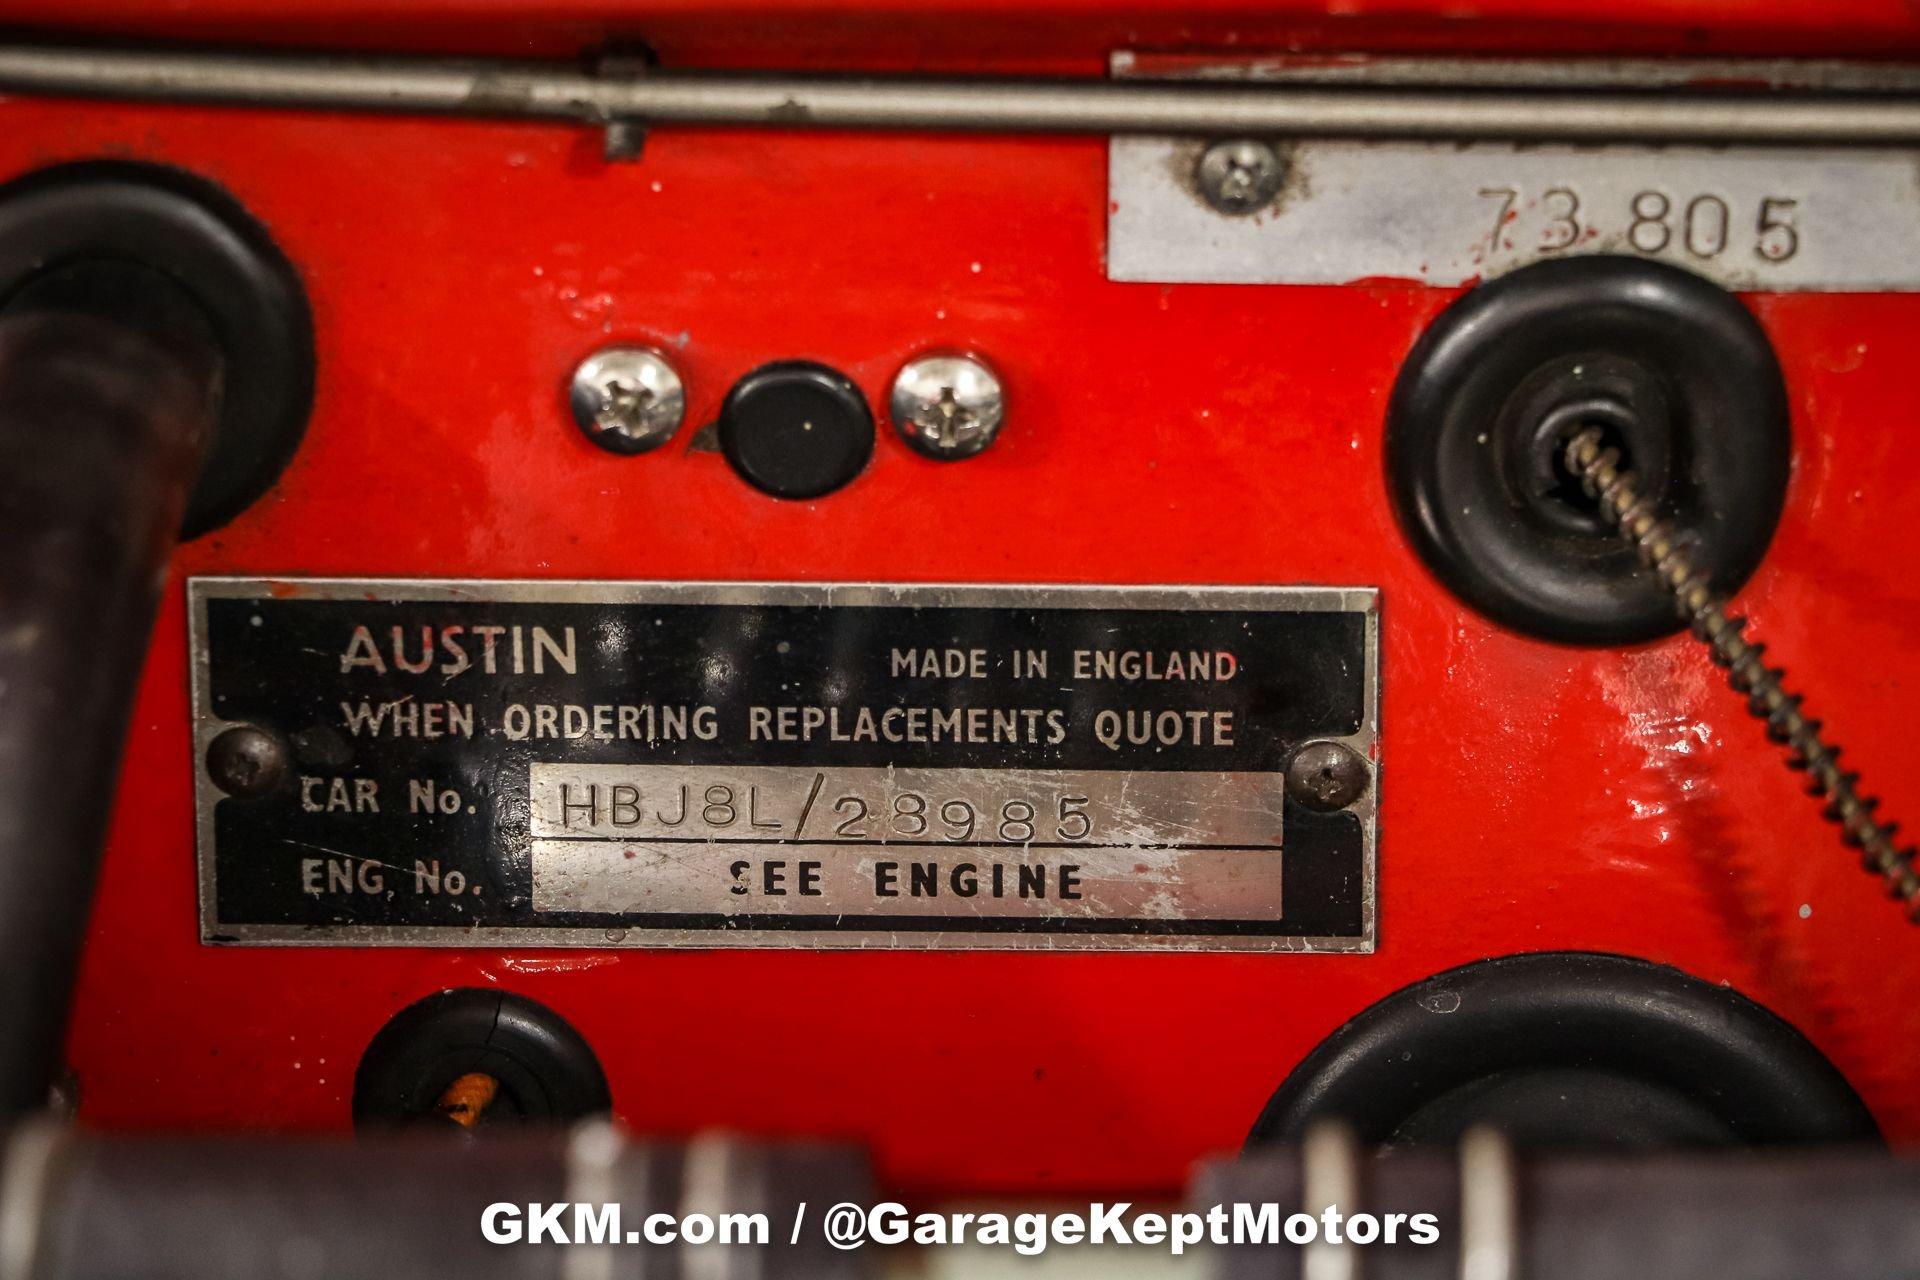 73 805
AUSTIN MADE IN ENGLAND
WHEN ORDERING REPLACEMENTS QUOTE
CAR No. HBJ8L/28985
ENG. No. SEE ENGINE
GKM.com / @GarageKeptMotors